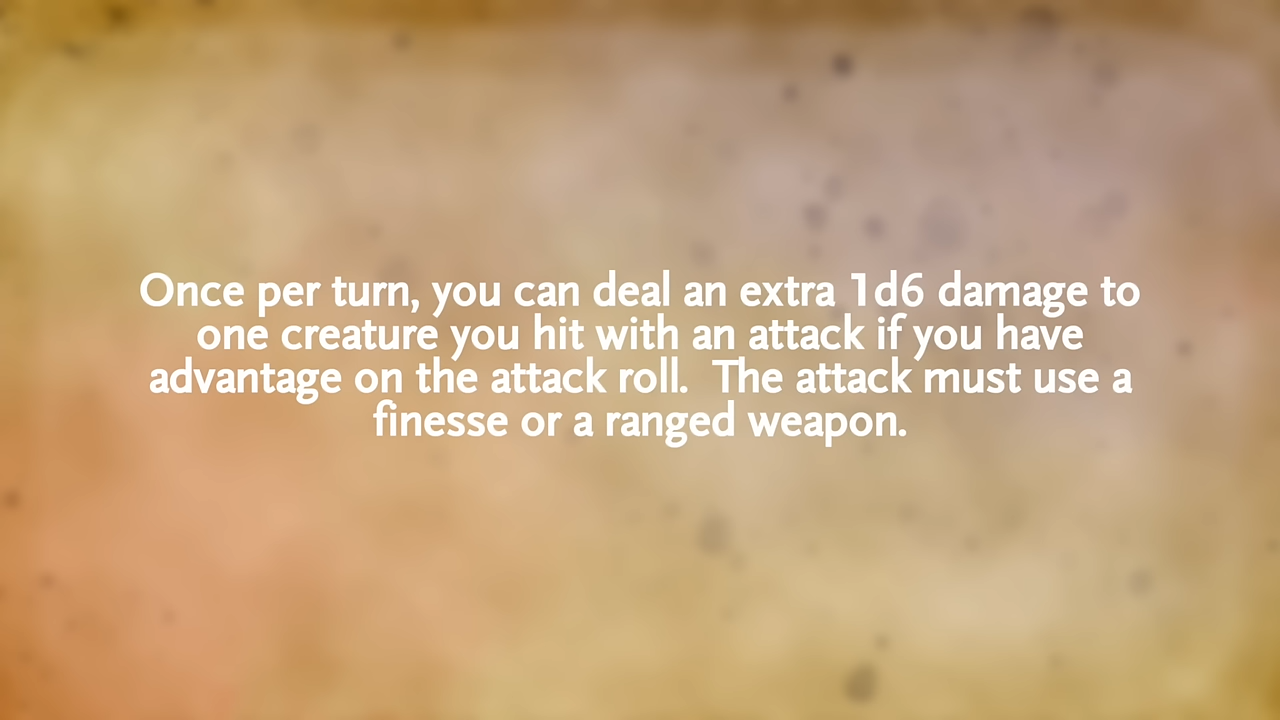 Once per turn, you can deal an extra 1d6 damage to
one creature you hit with an attack if you have
advantage on the attack roll.  The attack must use a
finesse or a ranged weapon.